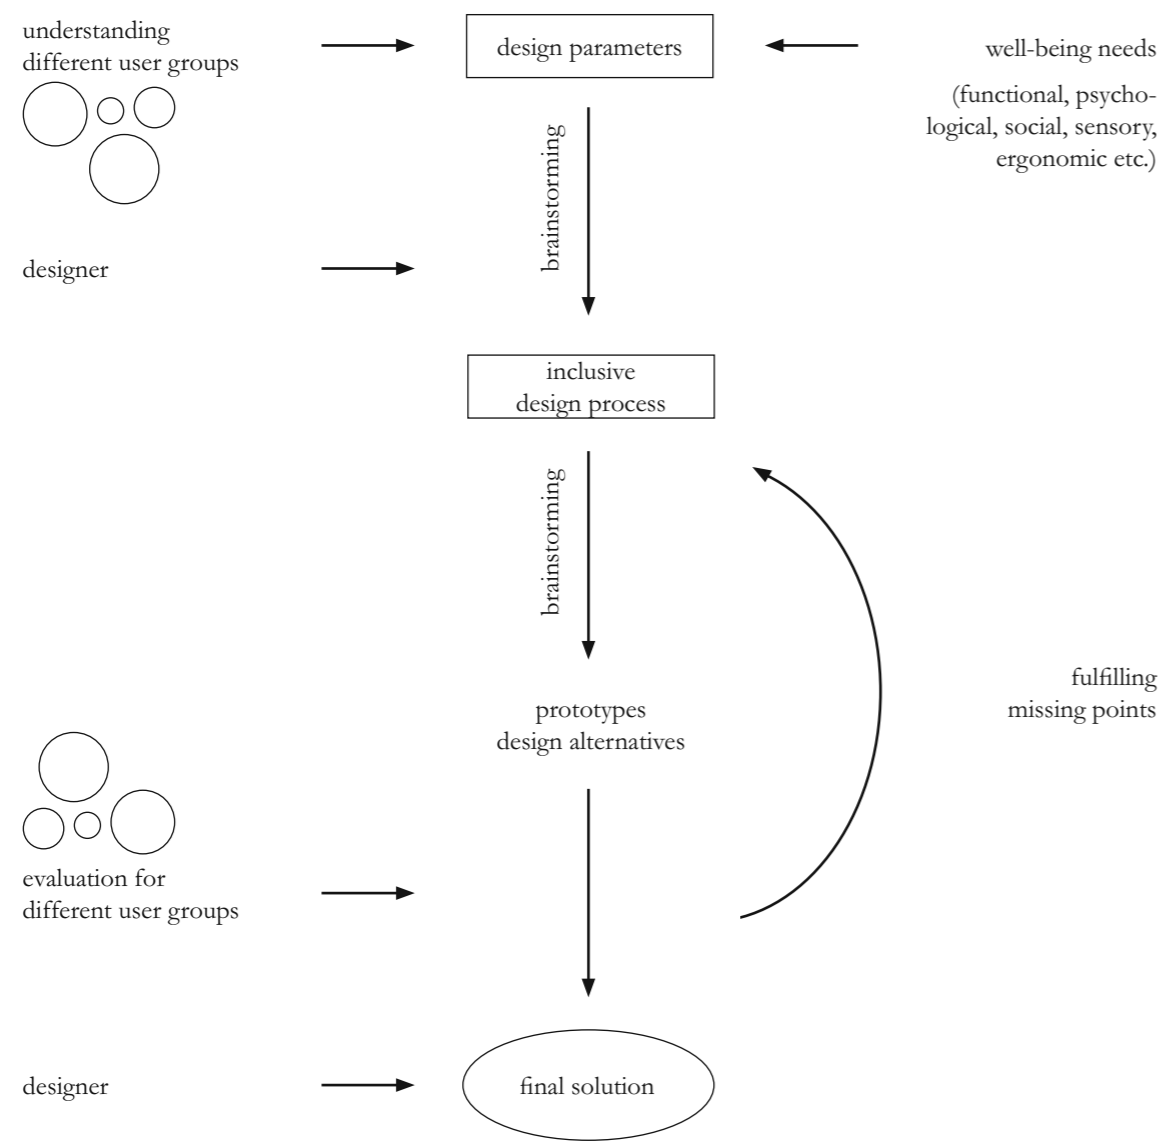 understanding
different user groups
design parameters
well-being needs
(functional, psycho-
logical, social, sensory,
ergonomic etc.)
brainstorming
designer
inclusive
design process
brainstorming
prototypes
design alternatives
fulfilling
missing points
evaluation for
different user groups
designer
final solution